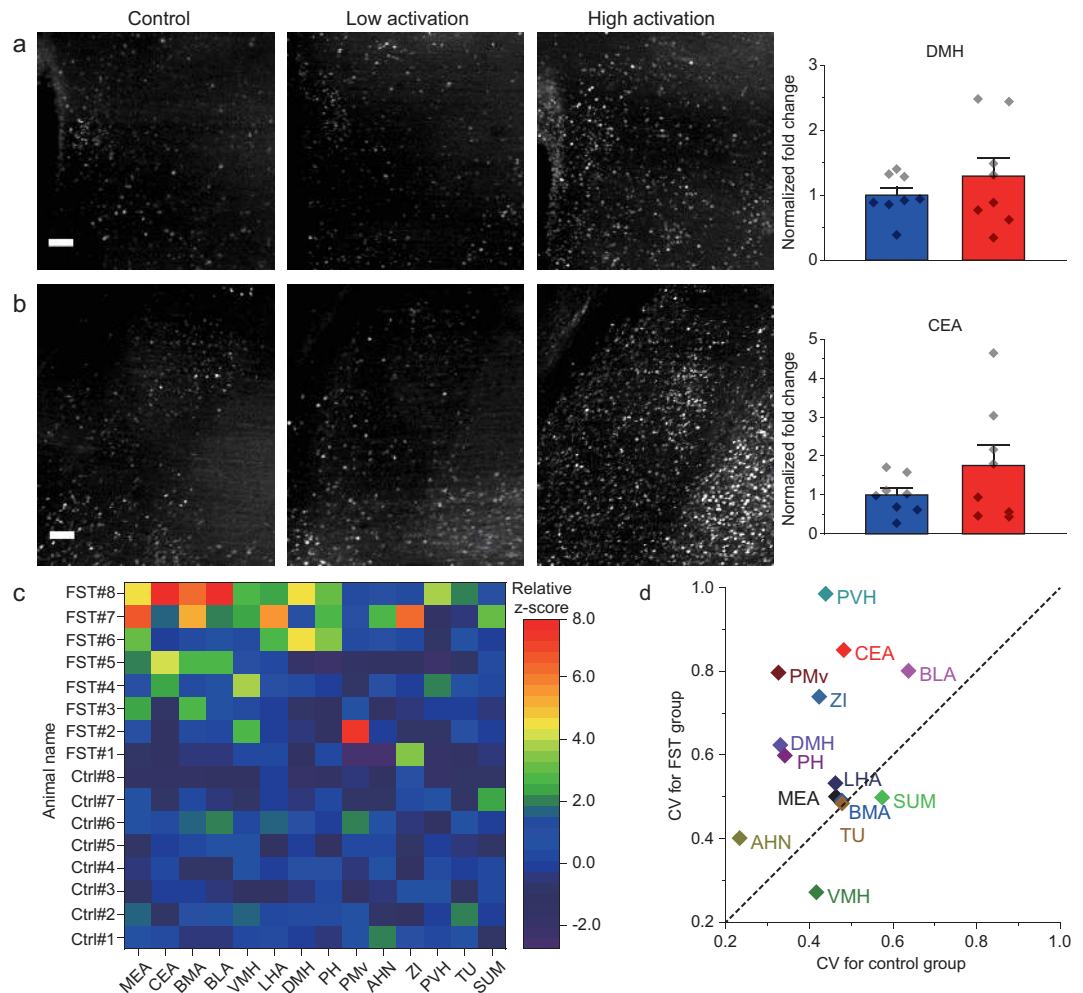 Control
Low activation
High activation
a
DMH
Normalized fold change
3
2
1
0
b
CEA
Normalized fold change
5
4
3
2
1
0
c
Relative
z-score
8.0
6.0
4.0
2.0
0.0
-2.0
Animal name
FST#8
FST#7
FST#6
FST#5
FST#4
FST#3
FST#2
FST#1
Ctrl#8
Ctrl#7
Ctrl#6
Ctrl#5
Ctrl#4
Ctrl#3
Ctrl#2
Ctrl#1
MEA CEA BMA BLA VMH LHA DMH PH PMv AHN ZI PVH TU SUM
d
CV for FST group
1.0
0.8
0.6
0.4
0.2
PVH
CEA
BLA
PMv
ZI
DMH
PH
LHA
MEA
SUM
BMA
TU
AHN
VMH
0.2 0.4 0.6 0.8 1.0
CV for control group